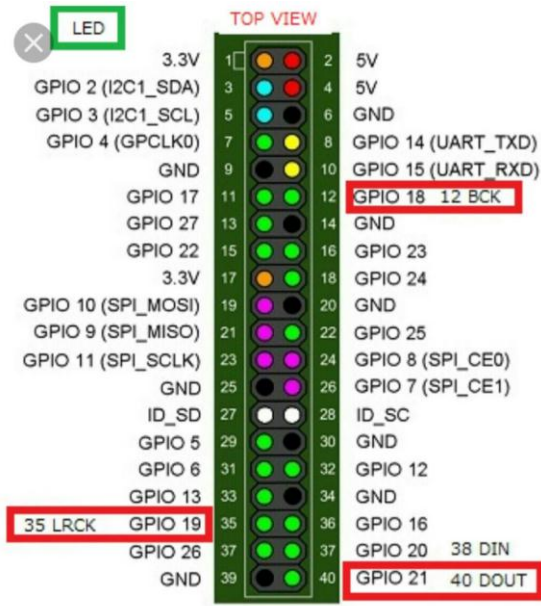 LED
TOP VIEW
3.3V 1 2 5V
GPIO 2 (I2C1_SDA) 3 4 5V
GPIO 3 (I2C1_SCL) 5 6 GND
GPIO 4 (GPCLK0) 7 8 GPIO 14 (UART_TXD)
GND 9 10 GPIO 15 (UART_RXD)
GPIO 17 11 12 GPIO 18 12 BCK
GPIO 27 13 14 GND
GPIO 22 15 16 GPIO 23
3.3V 17 18 GPIO 24
GPIO 10 (SPI_MOSI) 19 20 GND
GPIO 9 (SPI_MISO) 21 22 GPIO 25
GPIO 11 (SPI_SCLK) 23 24 GPIO 8 (SPI_CE0)
GND 25 26 GPIO 7 (SPI_CE1)
ID_SD 27 28 ID_SC
GPIO 5 29 30 GND
GPIO 6 31 32 GPIO 12
GPIO 13 33 34 GND
35 LRCK GPIO 19 35 36 GPIO 16
GPIO 26 37 37 GPIO 20 38 DIN
GND 39 40 GPIO 21 40 DOUT